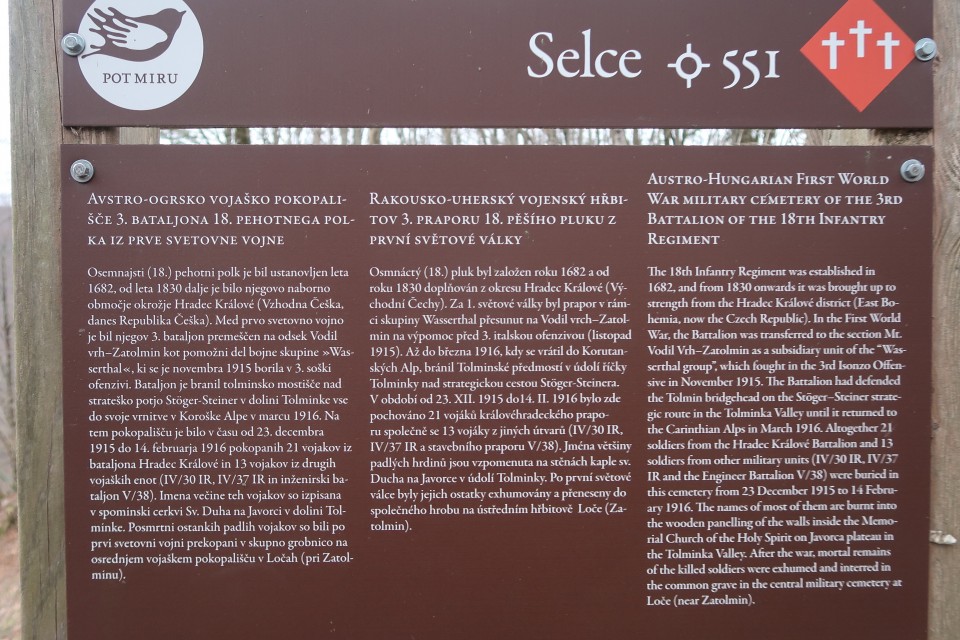 POT MIRU
Selce 551
Avstro-ogrsko vojaško pokopali-
šče 3. bataljona 18. pehotnega pol-
ka iz prve svetovne vojne
Osemnajsti (18.) pehotni polk je bil ustanovljen leta
1682, od leta 1830 dalje je bilo njegovo naborno
območje okrožje Hradec Králové (Vzhodna Češka,
danes Republika Češka). Med prvo svetovno vojno
je bil njegov 3. bataljon premeščen na odsek Vodil
vrh–Zatolmin kot pomožni del bojne skupine »Was-
serthal«, ki se je novembra 1915 borila v 3. soški
ofenzivi. Bataljon je branil tolminsko mostišče nad
strateško potjo Stöger-Steiner v dolini Tolminke vse
do svoje vrnitve v Koroške Alpe v marcu 1916. Na
tem pokopališču je bilo v času od 23. decembra
1915 do 14. februarja 1916 pokopanih 21 vojakov iz
bataljona Hradec Králové in 13 vojakov iz drugih
vojaških enot (IV/30 IR, IV/37 IR in inženirski ba-
taljon V/38). Imena večine teh vojakov so izpisana
v spominski cerkvi Sv. Duha na Javorci v dolini Tol-
minke. Posmrtni ostankih padlih vojakov so bili po
prvi svetovni vojni prekopani v skupno grobnico na
osrednjem vojaškem pokopališču v Ločah (pri Zatol-
minu).
Rakousko-uherský vojenský hřbi-
tov 3. praporu 18. pěšího pluku z
první světové války
Osmnáctý (18.) pluk byl založen roku 1682 a od
roku 1830 doplňován z okresu Hradec Králové (Vý-
chodní Čechy). Za 1. světové války byl prapor v rám-
ci skupiny Wasserthal přesunut na Vodil vrch–Zatol-
min na výpomoc před 3. italskou ofenzivou (listopad
1915). Až do března 1916, kdy se vrátil do Korutan-
ských Alp, bránil Tolminské předmostí v údolí říčky
Tolminky nad strategickou cestou Stöger-Steinera.
V období od 23. XII. 1915 do14. II. 1916 bylo zde
pochováno 21 vojáků královéhradeckého prapo-
ru společně se 13 vojáky z jiných útvarů (IV/30 IR,
IV/37 IR a stavebního praporu V/38). Jména většiny
padlých hrdinů jsou vzpomenuta na stěnách kaple sv.
Ducha na Javorce v údolí Tolminky. Po první světové
válce byly jejich ostatky exhumovány a přeneseny do
společného hrobu na ústředním hřbitově Loče (Za-
tolmin).
Austro-Hungarian First World
War military cemetery of the 3rd
Battalion of the 18th Infantry
Regiment
The 18th Infantry Regiment was established in
1682, and from 1830 onwards it was brought up to
strength from the Hradec Králové district (East Bo-
hemia, now the Czech Republic). In the First World
War, the Battalion was transferred to the section Mt.
Vodil Vrh–Zatolmin as a subsidiary unit of the “Was-
serthal group”, which fought in the 3rd Isonzo Offen-
sive in November 1915. The Battalion had defended
the Tolmin bridgehead on the Stöger–Steiner strate-
gic route in the Tolminka Valley until it returned to
the Carinthian Alps in March 1916. Altogether 21
soldiers from the Hradec Králové Battalion and 13
soldiers from other military units (IV/30 IR, IV/37
IR and the Engineer Battalion V/38) were buried in
this cemetery from 23 December 1915 to 14 Febru-
ary 1916. The names of most of them are burnt into
the wooden panelling of the walls inside the Memo-
rial Church of the Holy Spirit on Javorca plateau in
the Tolminka Valley. After the war, mortal remains
of the killed soldiers were exhumed and interred in
the common grave in the central military cemetery at
Loče (near Zatolmin).